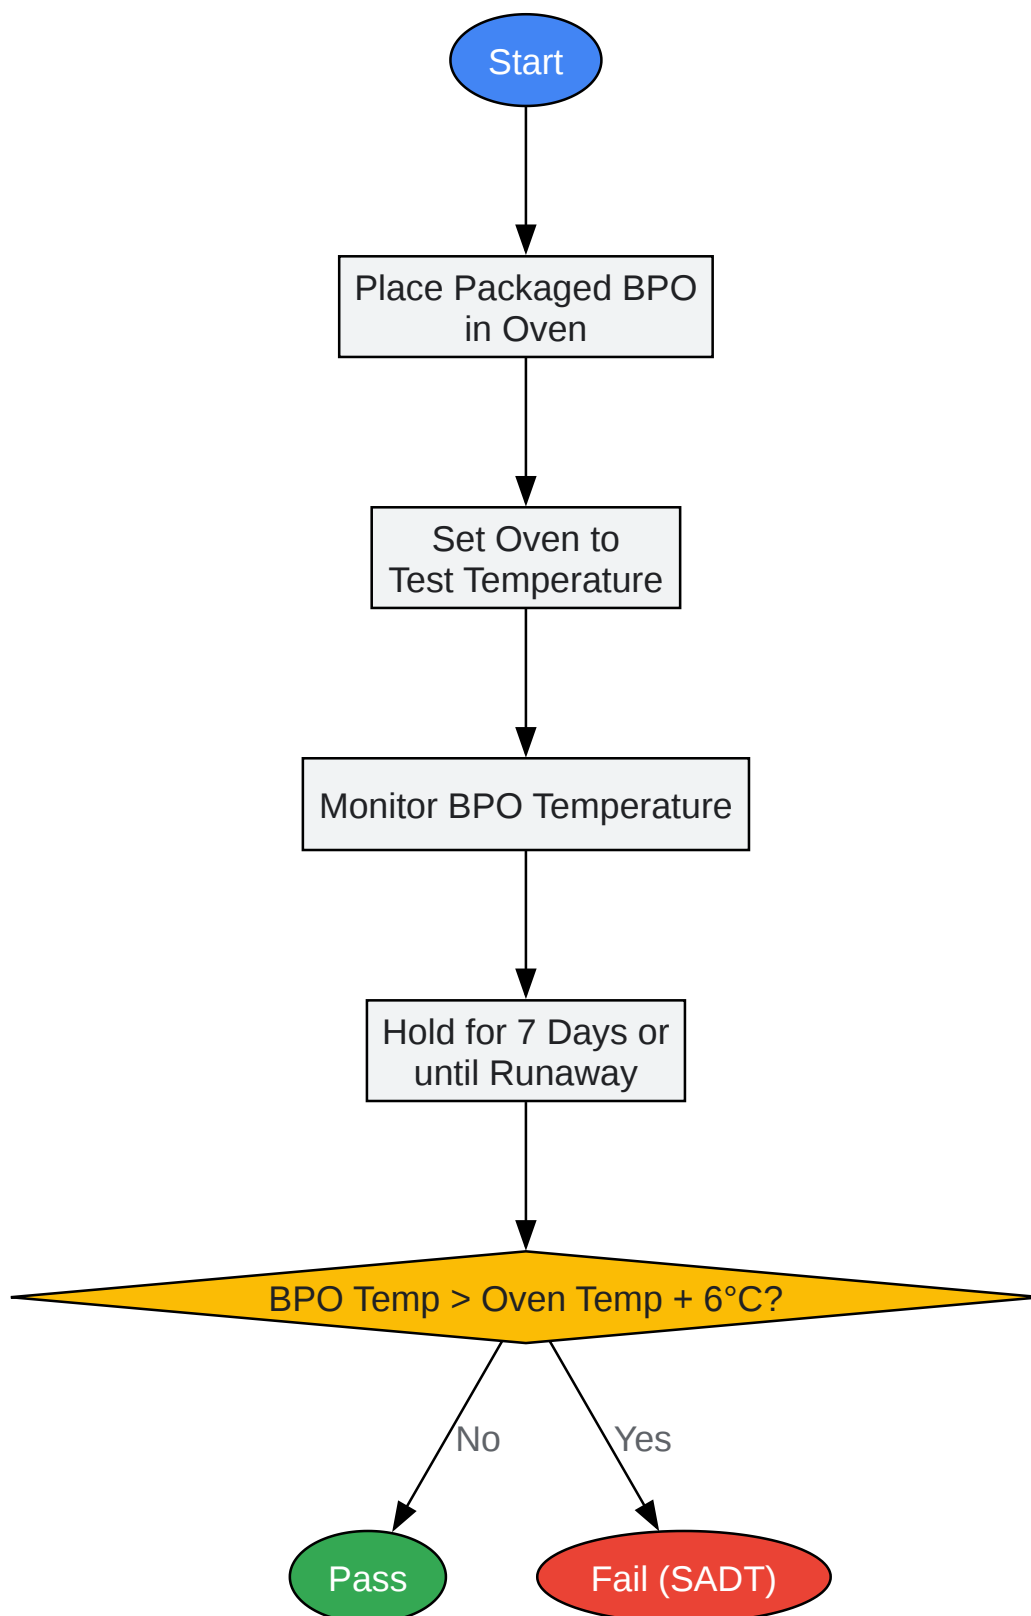 Start
Place Packaged BPO
in Oven
Set Oven to
Test Temperature
Monitor BPO Temperature
Hold for 7 Days or
until Runaway
BPO Temp > Oven Temp + 6°C?
No
Yes
Pass
Fail (SADT)